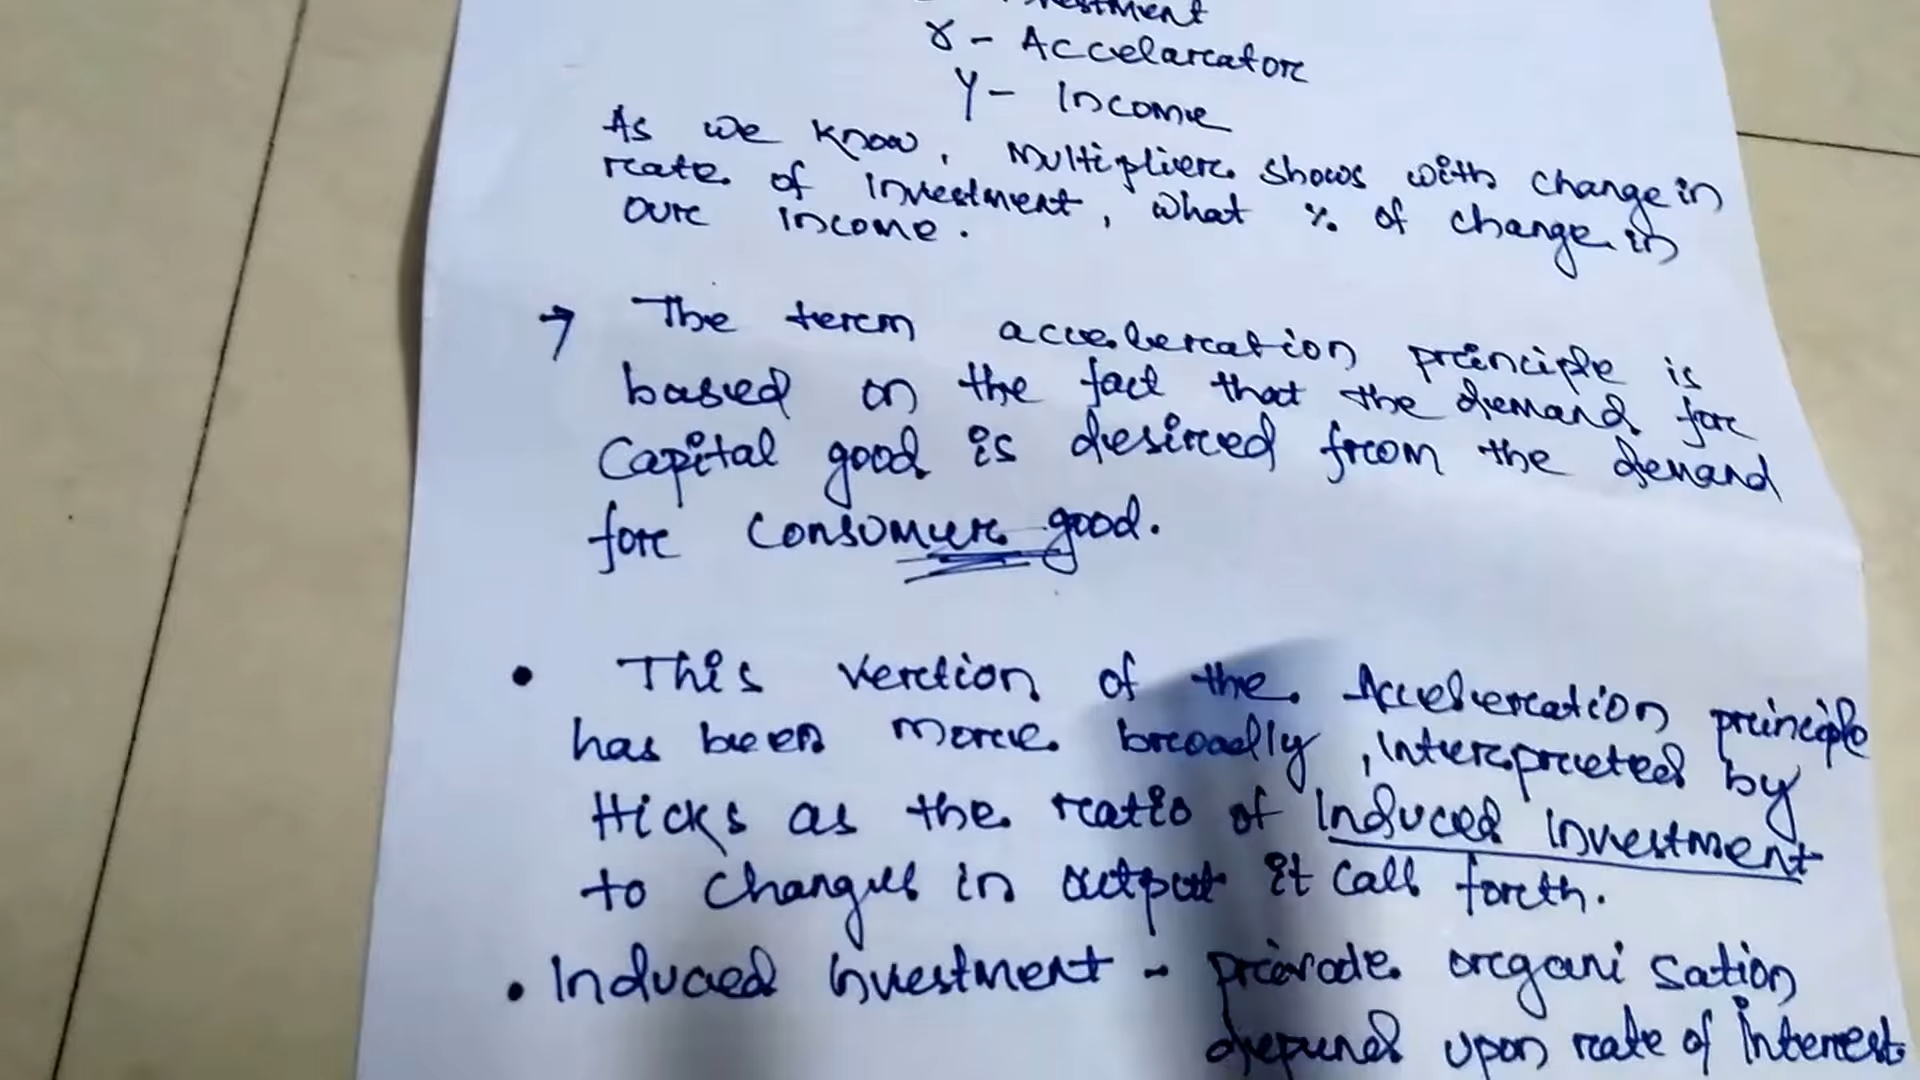 Investment
γ - Accelarator
Y - Income
As we know, Multiplier shows with change in
rate of investment, what % of change in
our income.
→ The term acceleration principle is
based on the fact that the demand for
Capital good is desired from the demand
for Consumer good.
• This vertion of the Acceleration principle
has been more broadly, interpreted by
Hicks as the ratio of Induced investment
to changes in output it call forth.
• Induced investment - organisation
depend upon rate of interest